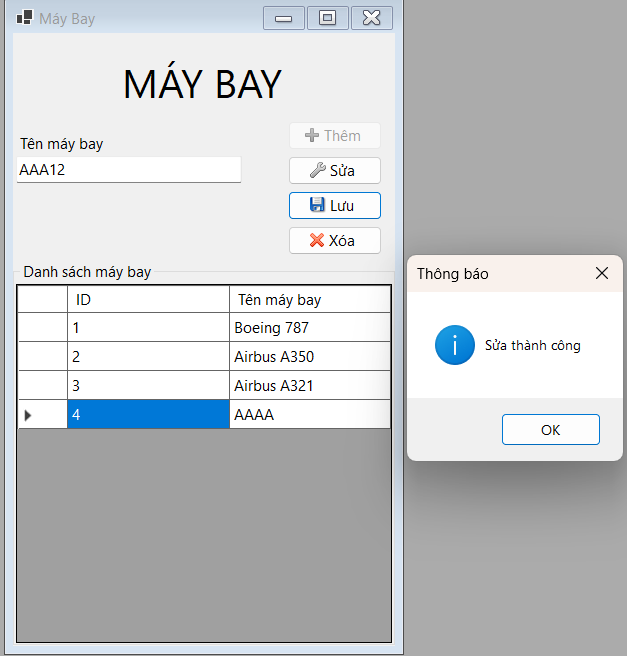 Máy Bay
MÁY BAY
Tên máy bay
AAA12
Thêm
Sửa
Lưu
Xóa
Danh sách máy bay
ID Tên máy bay
1 Boeing 787
2 Airbus A350
3 Airbus A321
4 AAAA
Thông báo
Sửa thành công
OK